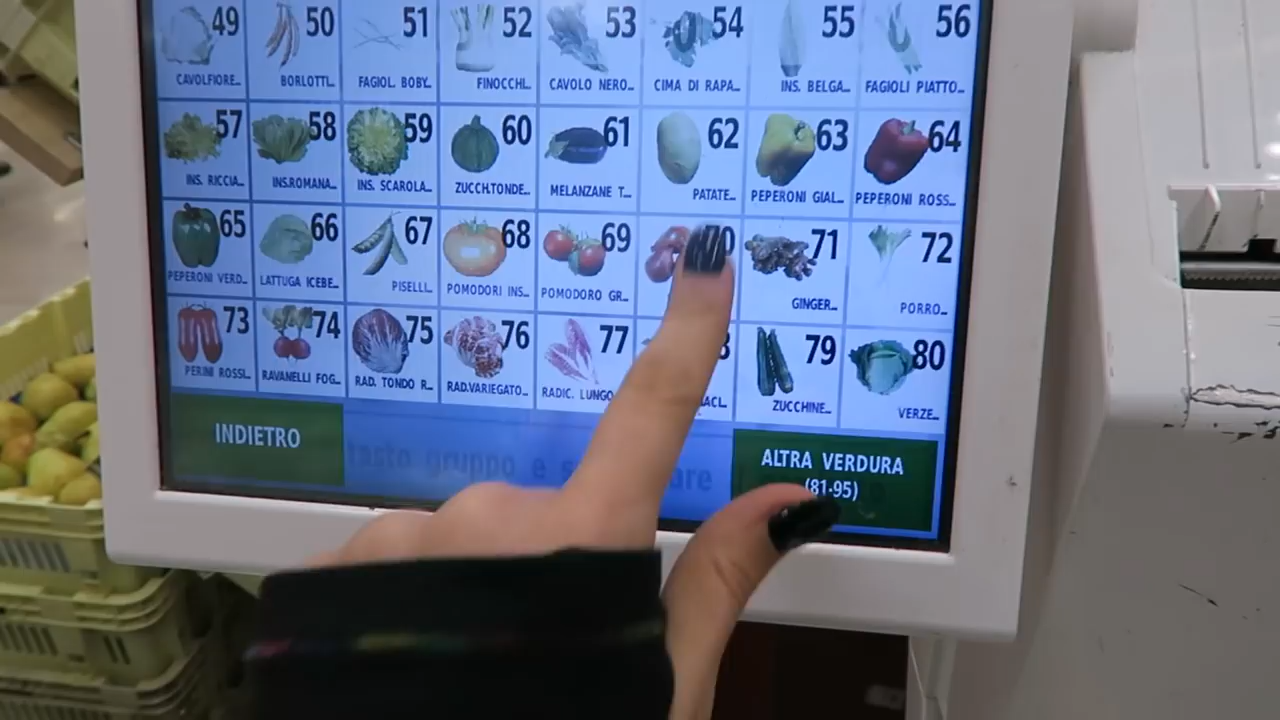 49 50 51 52 53 54 55 56
CAVOLFIORE... BORLOTTI... FAGIOL. BOBY... FINOCCHI... CAVOLO NERO... CIMA DI RAPA... INS. BELGA... FAGIOLI PIATTO...
57 58 59 60 61 62 63 64
INS. RICCIA... INS.ROMANA... INS. SCAROLA... ZUCCH.TONDE... MELANZANE T... PATATE... PEPERONI GIAL... PEPERONI ROSS...
65 66 67 68 69 70 71 72
PEPERONI VERD... LATTUGA ICEBE... PISELLI... POMODORI INS... POMODORO GR... GINGER... PORRO...
73 74 75 76 77 79 80
PERINI ROSSI... RAVANELLI FOG... RAD. TONDO R... RAD.VARIEGATO... RADIC. LUNGO ZUCCHINE... VERZE...
INDIETRO
tasto gruppo e
ALTRA VERDURA
(81-95)